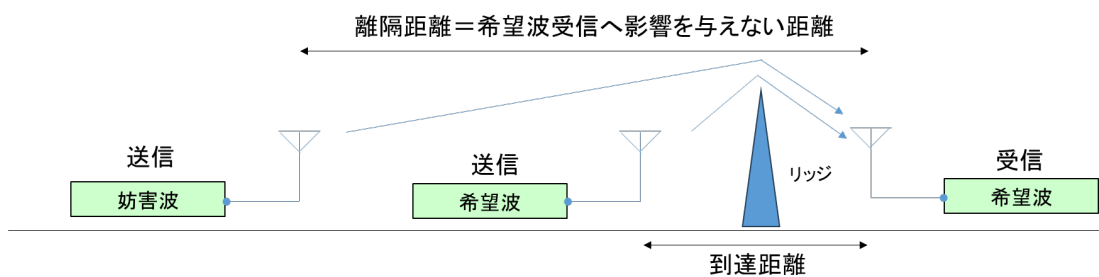 離隔距離＝希望波受信へ影響を与えない距離
送信
妨害波
送信
希望波
リッジ
受信
希望波
到達距離